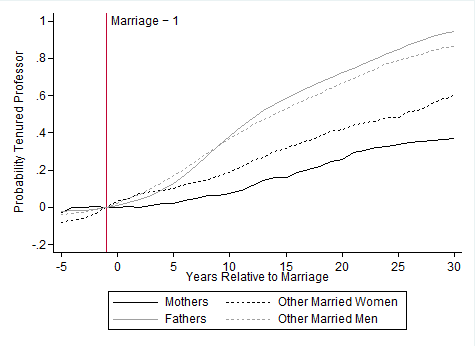 Marriage − 1
Probability Tenured Professor
1
.8
.6
.4
.2
0
-.2
-5
0
5
10
15
20
25
30
Years Relative to Marriage
Mothers
Other Married Women
Fathers
Other Married Men